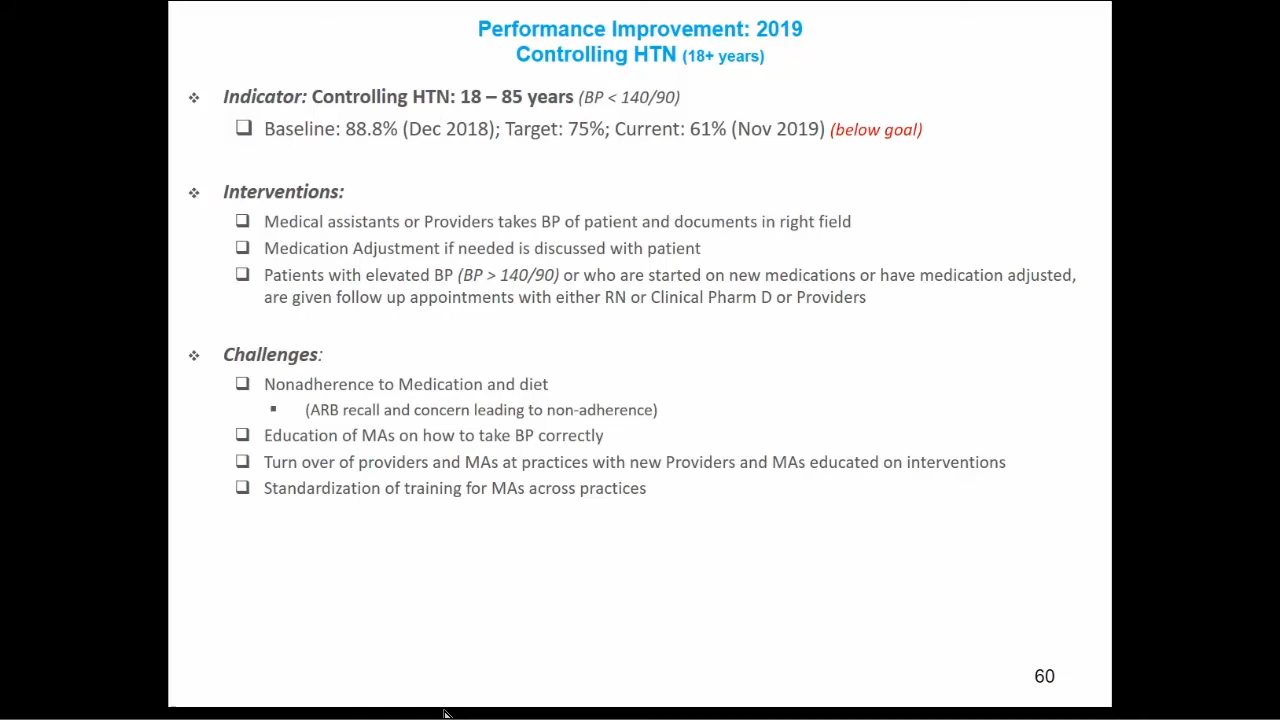 Performance Improvement: 2019
Controlling HTN (18+ years)
Indicator: Controlling HTN: 18 – 85 years (BP < 140/90)
Baseline: 88.8% (Dec 2018); Target: 75%; Current: 61% (Nov 2019) (below goal)
Interventions:
Medical assistants or Providers takes BP of patient and documents in right field
Medication Adjustment if needed is discussed with patient
Patients with elevated BP (BP > 140/90) or who are started on new medications or have medication adjusted,
are given follow up appointments with either RN or Clinical Pharm D or Providers
Challenges:
Nonadherence to Medication and diet
(ARB recall and concern leading to non-adherence)
Education of MAs on how to take BP correctly
Turn over of providers and MAs at practices with new Providers and MAs educated on interventions
Standardization of training for MAs across practices
60